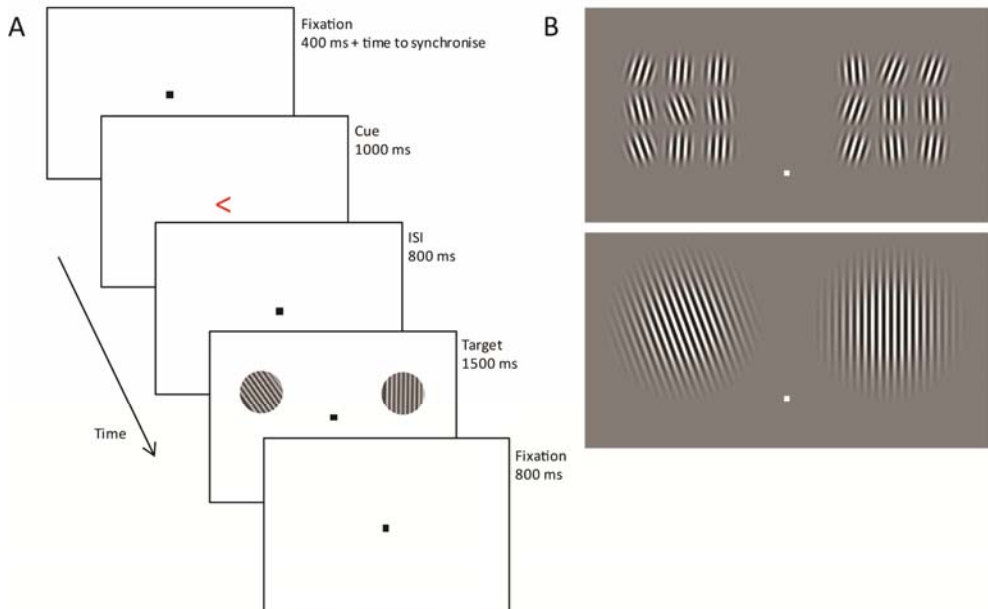 A
Fixation
400 ms + time to synchronise
Cue
1000 ms
<
ISI
800 ms
Target
1500 ms
Time
Fixation
800 ms
B